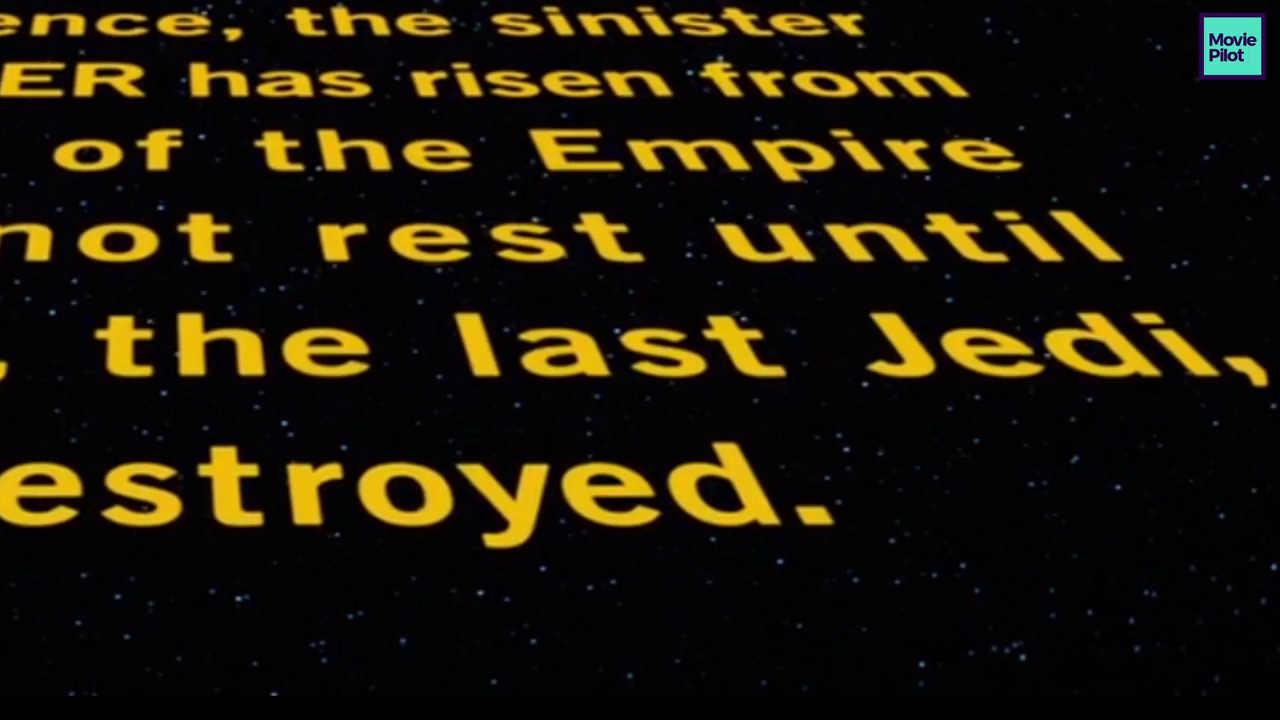 ence, the sinister
ER has risen from
of the Empire
not rest until
, the last Jedi,
estroyed.
Movie
Pilot